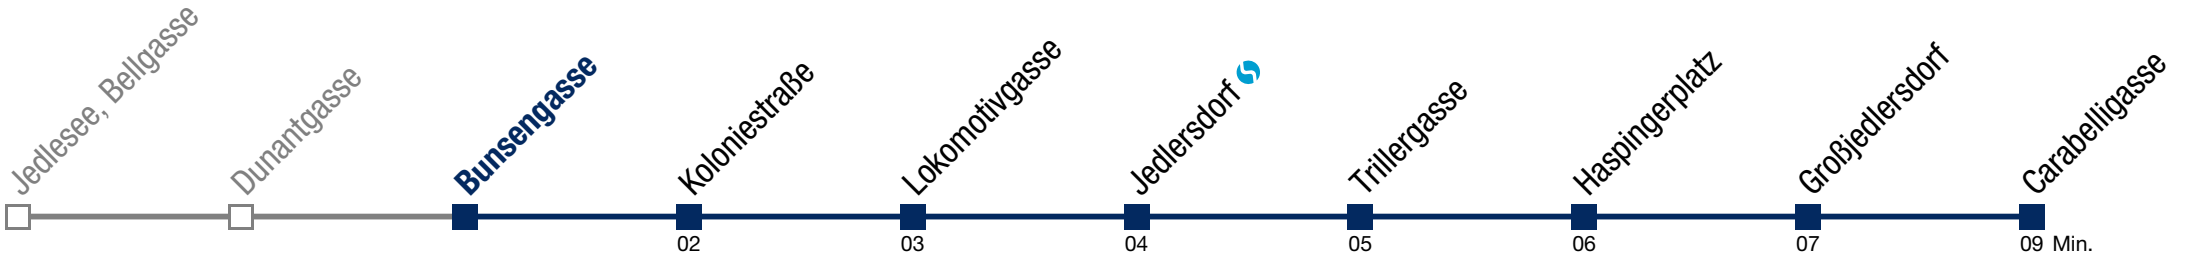 Jedlesee, Bellgasse
Dunantgasse
Bunsengasse
Koloniestraße
Lokomotivgasse
Jedlersdorf
Trillergasse
Haspingerplatz
Großjedlersdorf
Carabelligasse
02
03
04
05
06
07
09 Min.